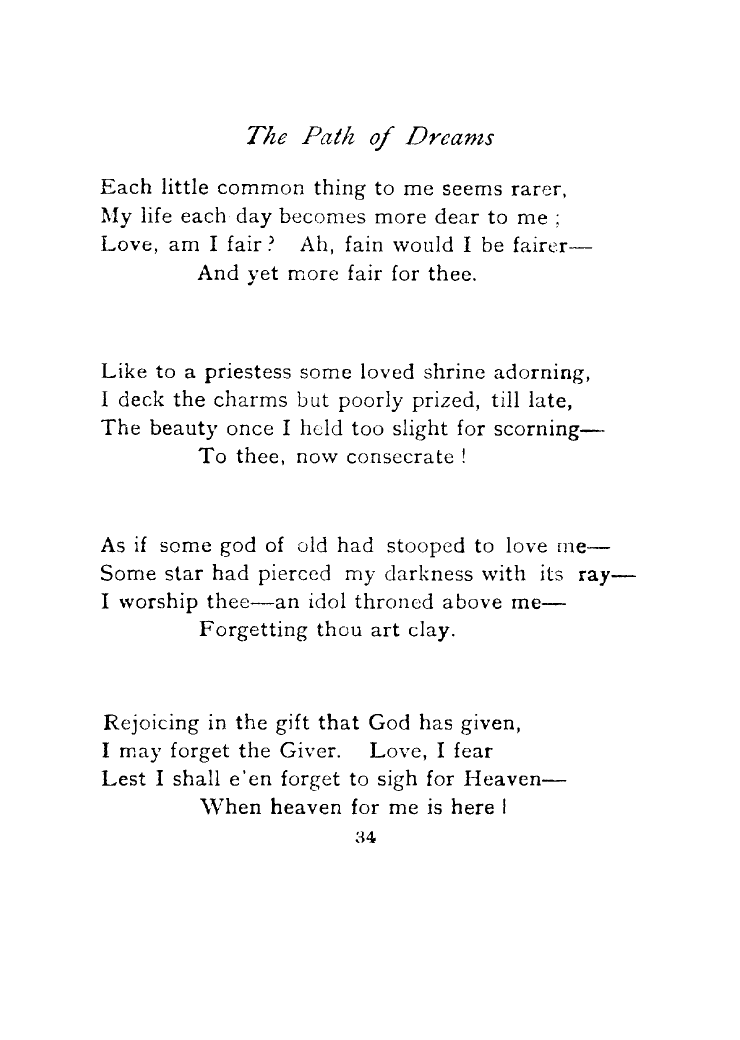 The Path of Dreams
Each little common thing to me seems rarer,
My life each day becomes more dear to me ;
Love, am I fair ? Ah, fain would I be fairer—
And yet more fair for thee.
Like to a priestess some loved shrine adorning,
I deck the charms but poorly prized, till late,
The beauty once I held too slight for scorning—
To thee, now consecrate !
As if some god of old had stooped to love me—
Some star had pierced my darkness with its ray—
I worship thee—an idol throned above me—
Forgetting thou art clay.
Rejoicing in the gift that God has given,
I may forget the Giver. Love, I fear
Lest I shall e'en forget to sigh for Heaven—
When heaven for me is here !
34